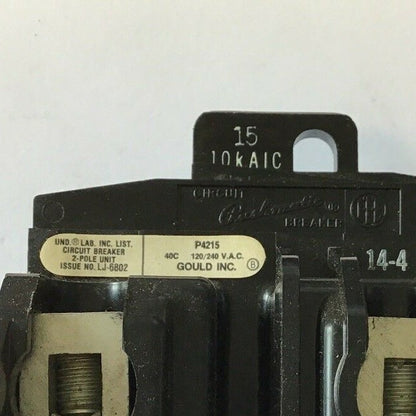 15
10kAIC
CIRCUIT
Pushmatic®
BREAKER
UND.® LAB. INC. LIST.
CIRCUIT BREAKER
2-POLE UNIT
ISSUE NO. LJ-6802
P4215
40C 120/240 V.A.C.
GOULD INC. B
14-4